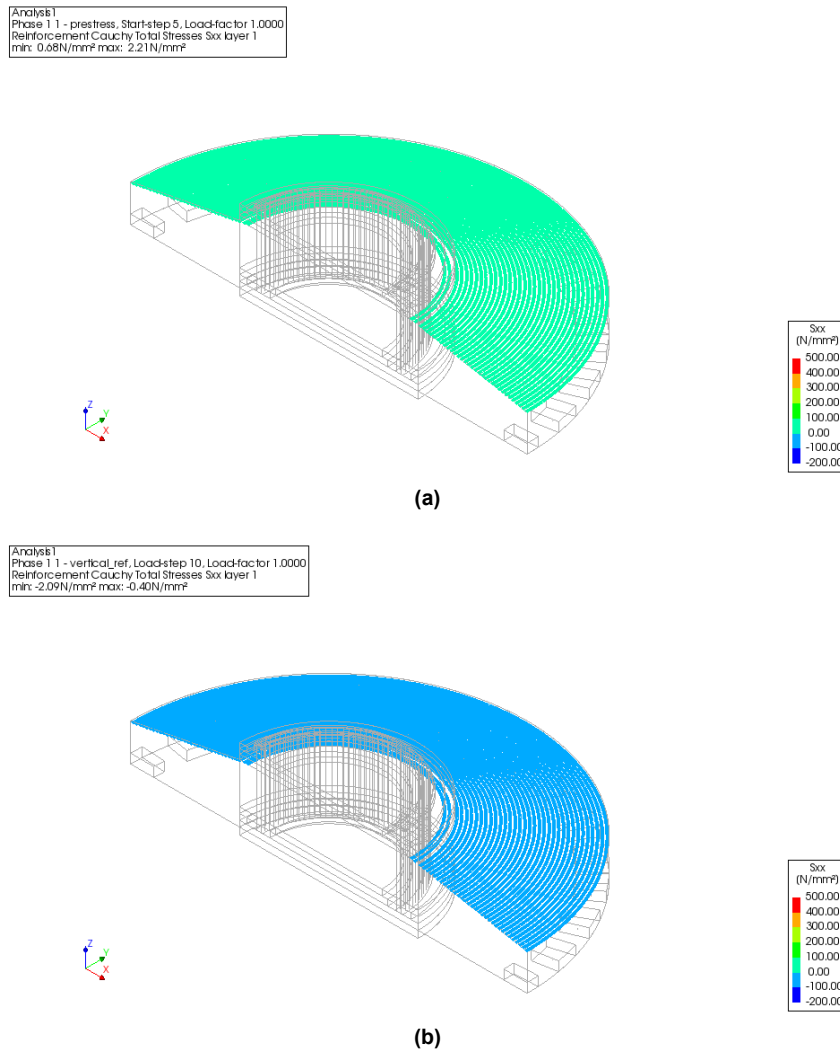 Analysis1
Phase 1 1 - prestress, Start-step 5, Load-factor 1.0000
Reinforcement Cauchy Total Stresses Sxx layer 1
min: 0.68N/mm² max: 2.21N/mm²
Sxx
(N/mm²)
500.00
400.00
300.00
200.00
100.00
0.00
-100.00
-200.00
Z
Y
X
(a)
Analysis1
Phase 1 1 - vertical_ref, Load-step 10, Load-factor 1.0000
Reinforcement Cauchy Total Stresses Sxx layer 1
min: -2.09N/mm² max: -0.40N/mm²
Sxx
(N/mm²)
500.00
400.00
300.00
200.00
100.00
0.00
-100.00
-200.00
Z
Y
X
(b)